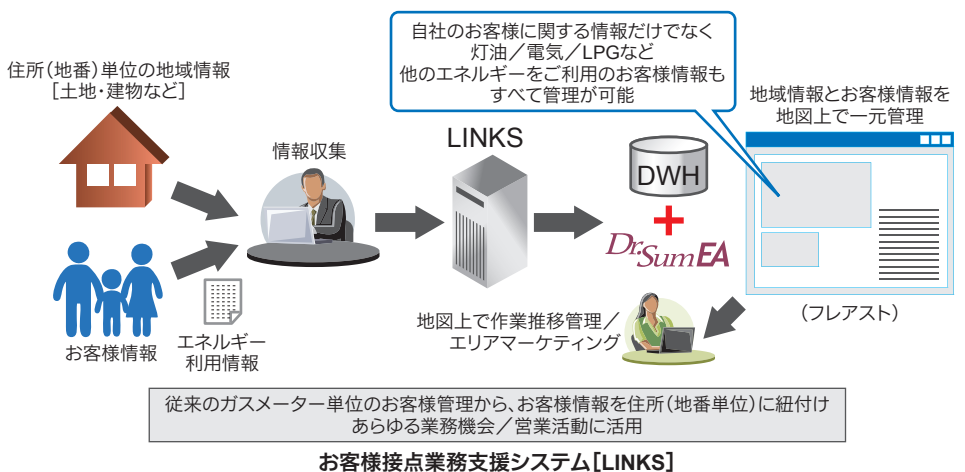 自社のお客様に関する情報だけでなく
灯油／電気／LPGなど
他のエネルギーをご利用のお客様情報も
すべて管理が可能
住所（地番）単位の地域情報
［土地・建物など］
情報収集
LINKS
DWH
+
Dr.Sum EA
地域情報とお客様情報を
地図上で一元管理
（フレアスト）
お客様情報
エネルギー
利用情報
地図上で作業推移管理／
エリアマーケティング
従来のガスメーター単位のお客様管理から、お客様情報を住所（地番単位）に紐付け
あらゆる業務機会／営業活動に活用
お客様接点業務支援システム［LINKS］